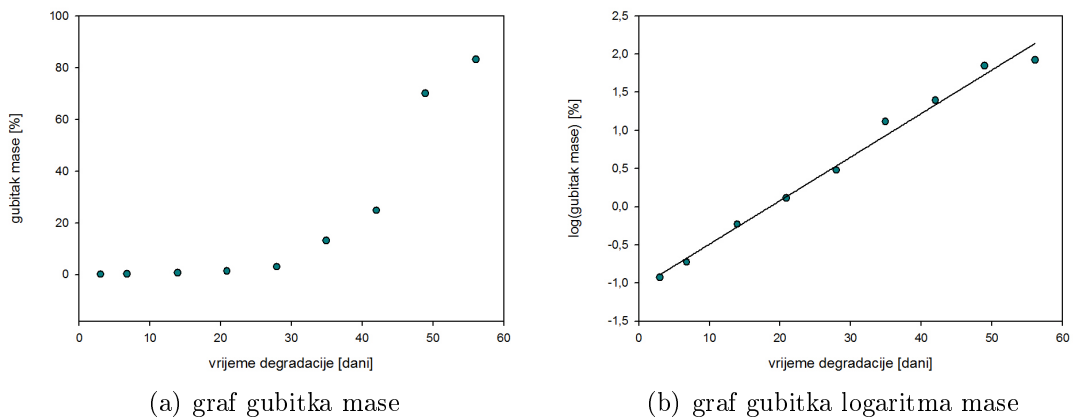 100
80
60
40
20
0
gubitak mase [%]
0 10 20 30 40 50 60
vrijeme degradacije [dani]
(a) graf gubitka mase
2,5
2,0
1,5
1,0
0,5
0,0
-0,5
-1,0
-1,5
log(gubitak mase) [%]
0 10 20 30 40 50 60
vrijeme degradacije [dani]
(b) graf gubitka logaritma mase